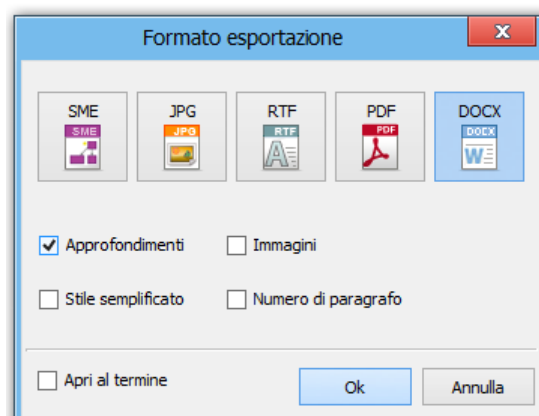 Formato esportazione
x
SME JPG RTF PDF DOCX
SME JPG RTF PDF DOCX
A W
Approfondimenti Immagini
Stile semplificato Numero di paragrafo
Apri al termine Ok Annulla